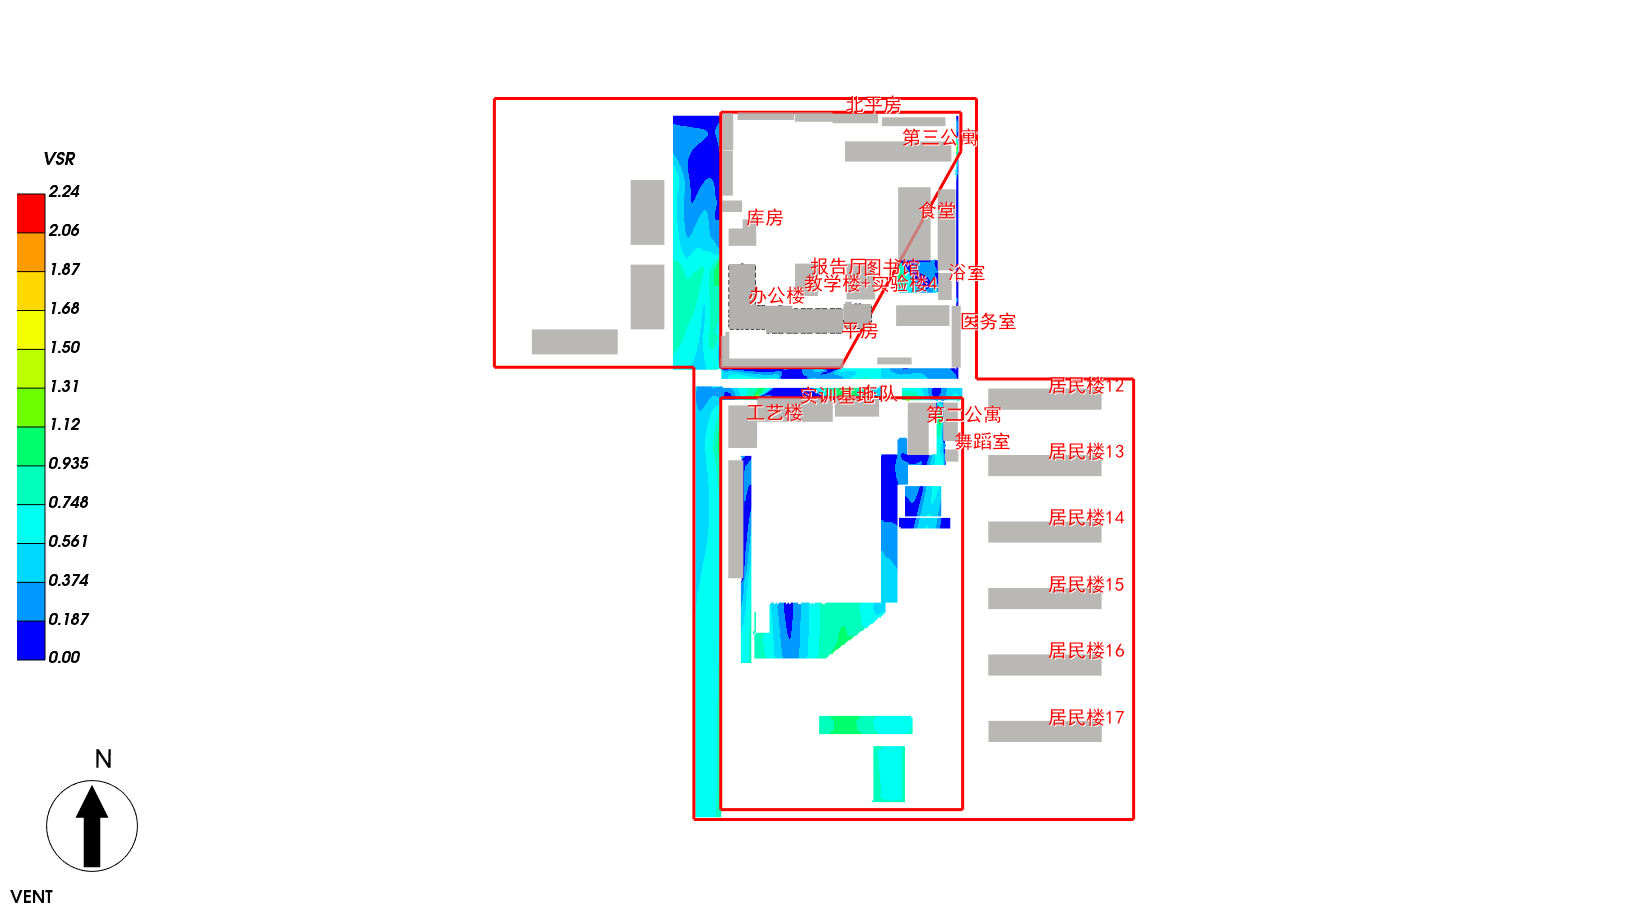 VSR
2.24
2.06
1.87
1.68
1.50
1.31
1.12
0.935
0.748
0.561
0.374
0.187
0.00
北平房
第三公寓
食堂
库房
报告厅图书馆
浴室
教学楼+实验楼4
办公楼
医务室
平房
居民楼12
实训基地
车队
工艺楼
第二公寓
舞蹈室
居民楼13
居民楼14
居民楼15
居民楼16
居民楼17
N
VENT